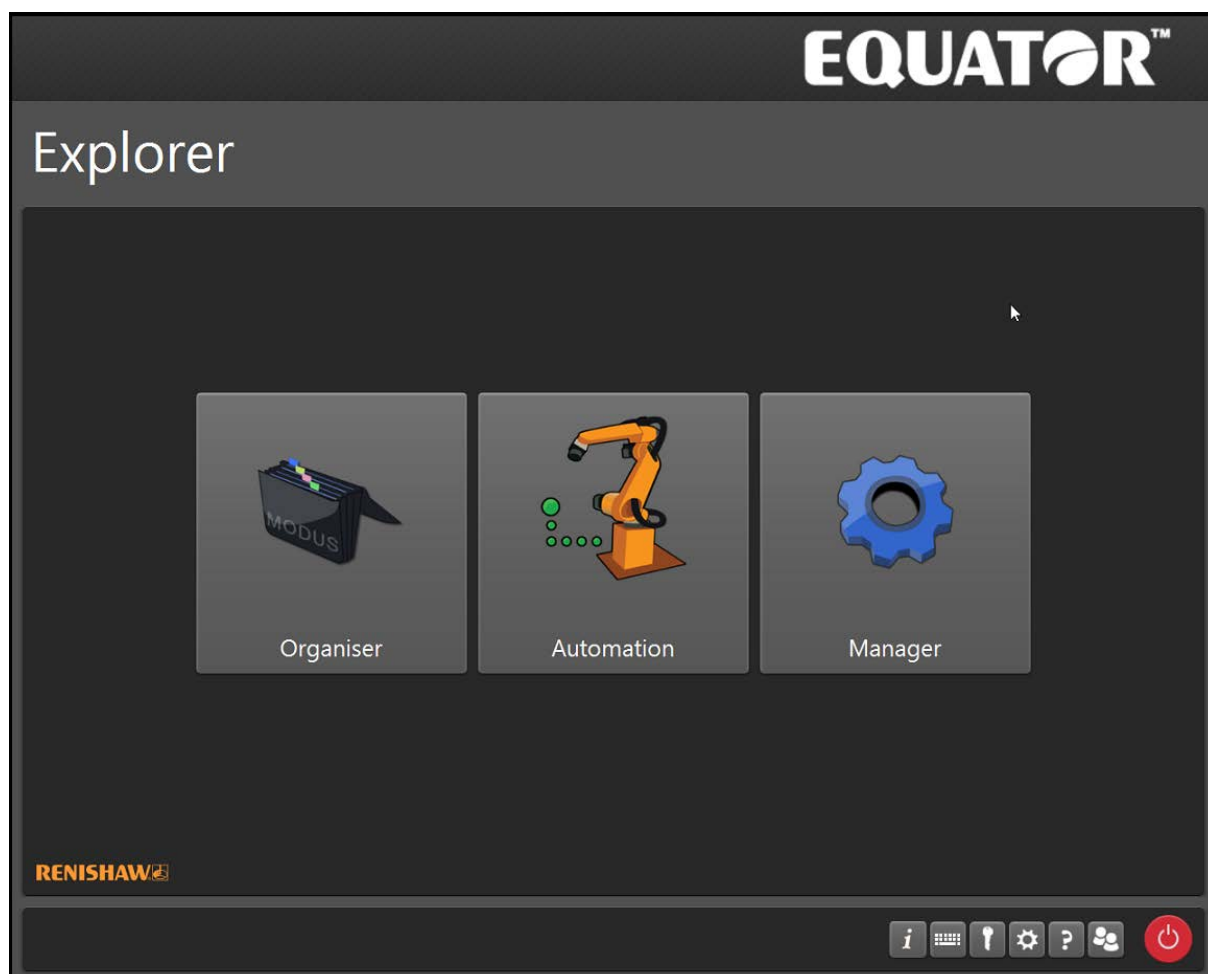 EQUATOR™
Explorer
MODUS
Organiser
Automation
Manager
RENISHAW
i
?